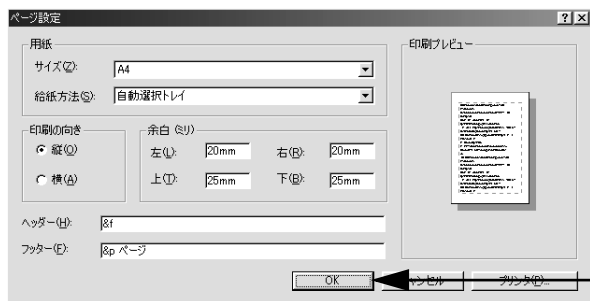 ページ設定
用紙
サイズ(Z):
A4
給紙方法(S):
自動選択トレイ
印刷の向き
縦(O)
横(A)
余白 (ミリ)
左(L):
20mm
右(R):
20mm
上(T):
25mm
下(B):
25mm
ヘッダー(H):
&f
フッター(F):
&p ページ
印刷プレビュー
OK
キャンセル
プリンタ(P)...